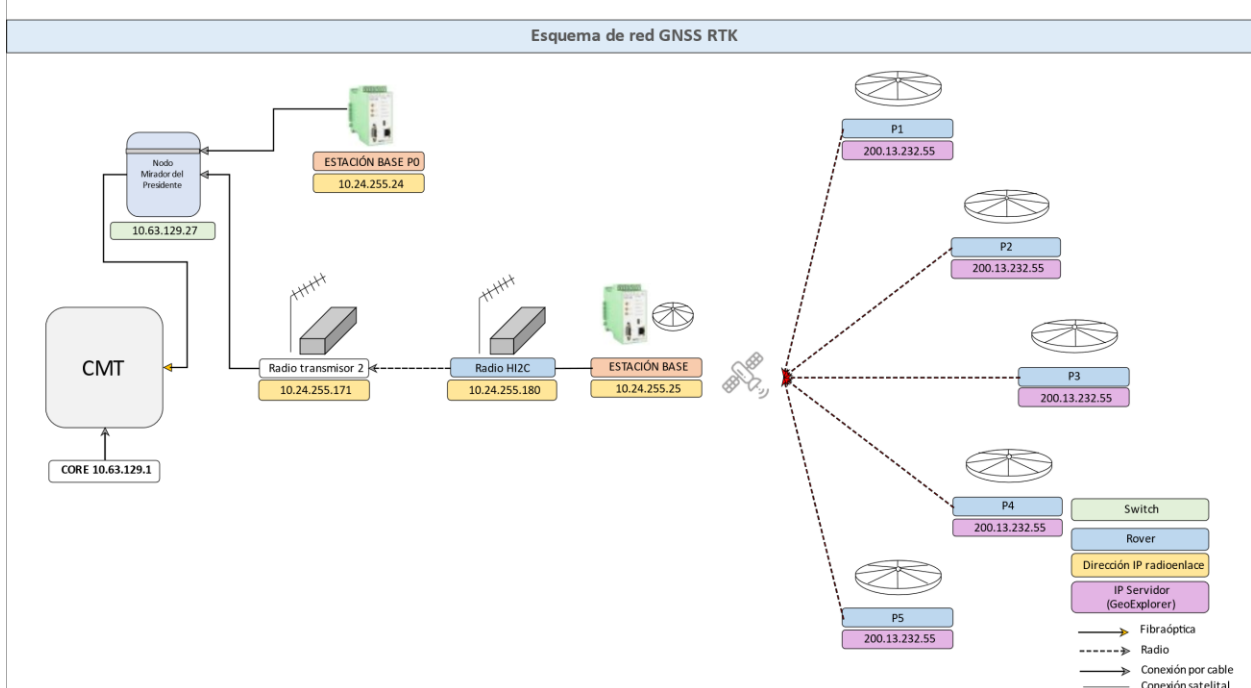 Esquema de red GNSS RTK
Nodo
Mirador del
Presidente
10.63.129.27
ESTACIÓN BASE P0
10.24.255.24
CMT
CORE 10.63.129.1
Radio transmisor 2
10.24.255.171
Radio HI2C
10.24.255.180
ESTACIÓN BASE
10.24.255.25
P1
200.13.232.55
P2
200.13.232.55
P3
200.13.232.55
P4
200.13.232.55
P5
200.13.232.55
Switch
Rover
Dirección IP radioenlace
IP Servidor
(GeoExplorer)
Fibraóptica
Radio
Conexión por cable
Conexión satelital